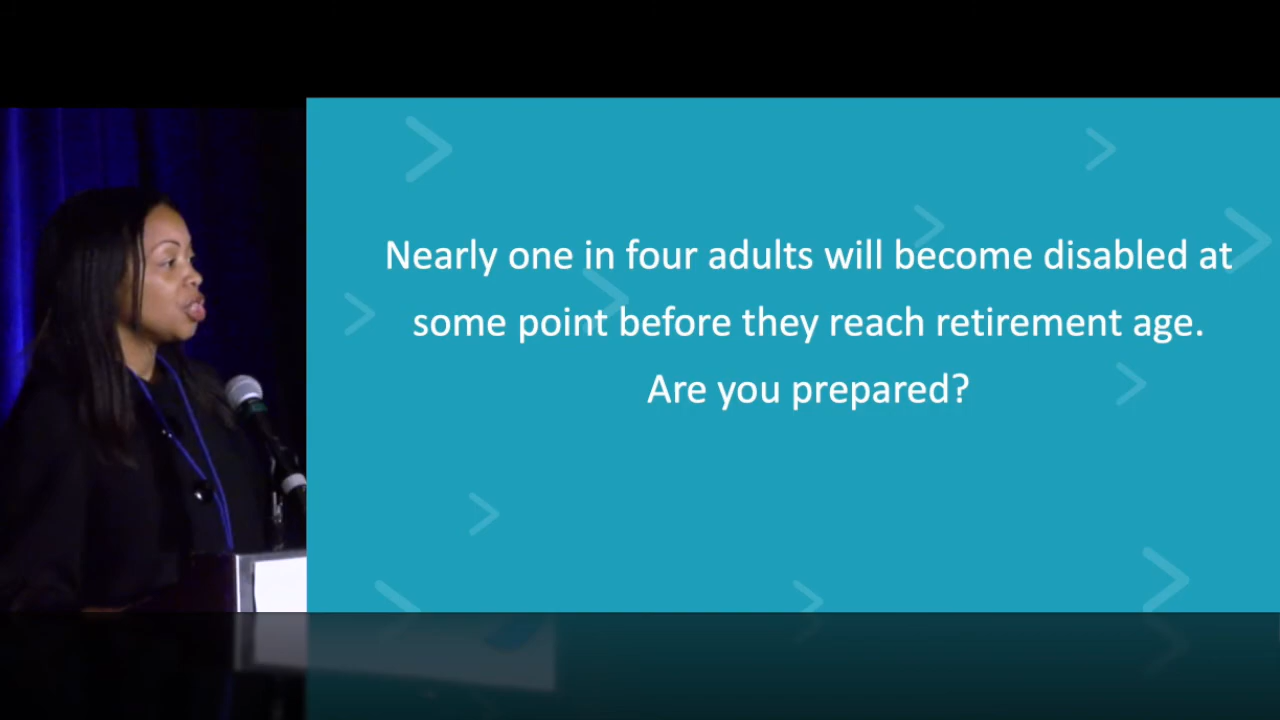 Nearly one in four adults will become disabled at
some point before they reach retirement age.
Are you prepared?